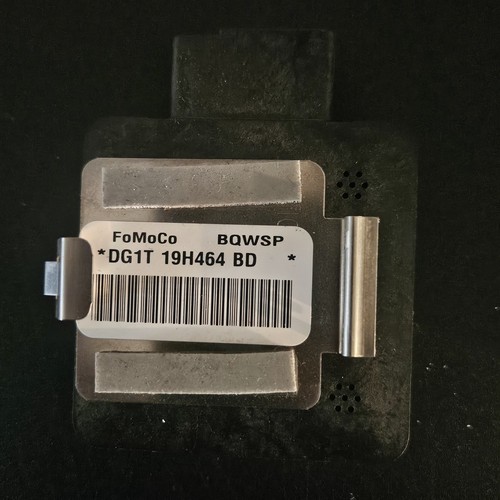 FoMoCo BQWSP
*DG1T 19H464 BD *